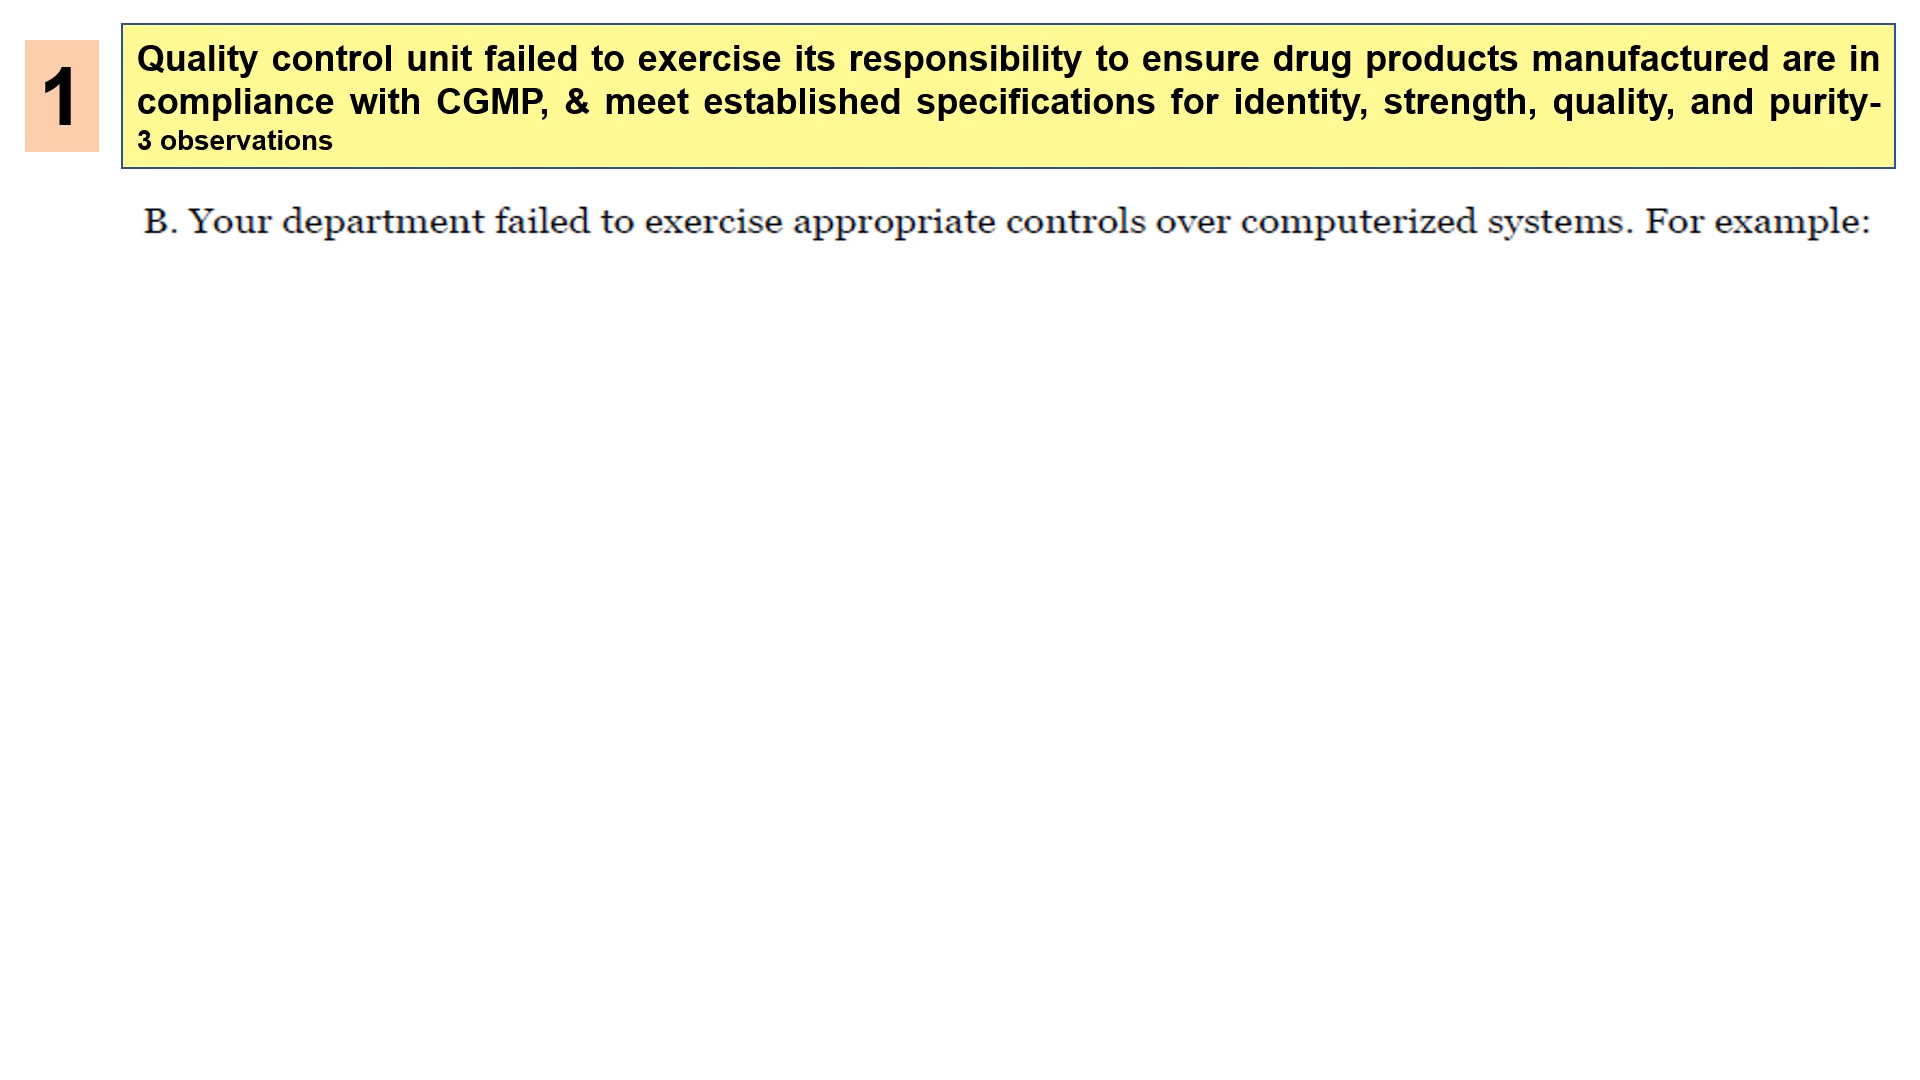 1
Quality control unit failed to exercise its responsibility to ensure drug products manufactured are in
compliance with CGMP, & meet established specifications for identity, strength, quality, and purity-
3 observations
B. Your department failed to exercise appropriate controls over computerized systems. For example: